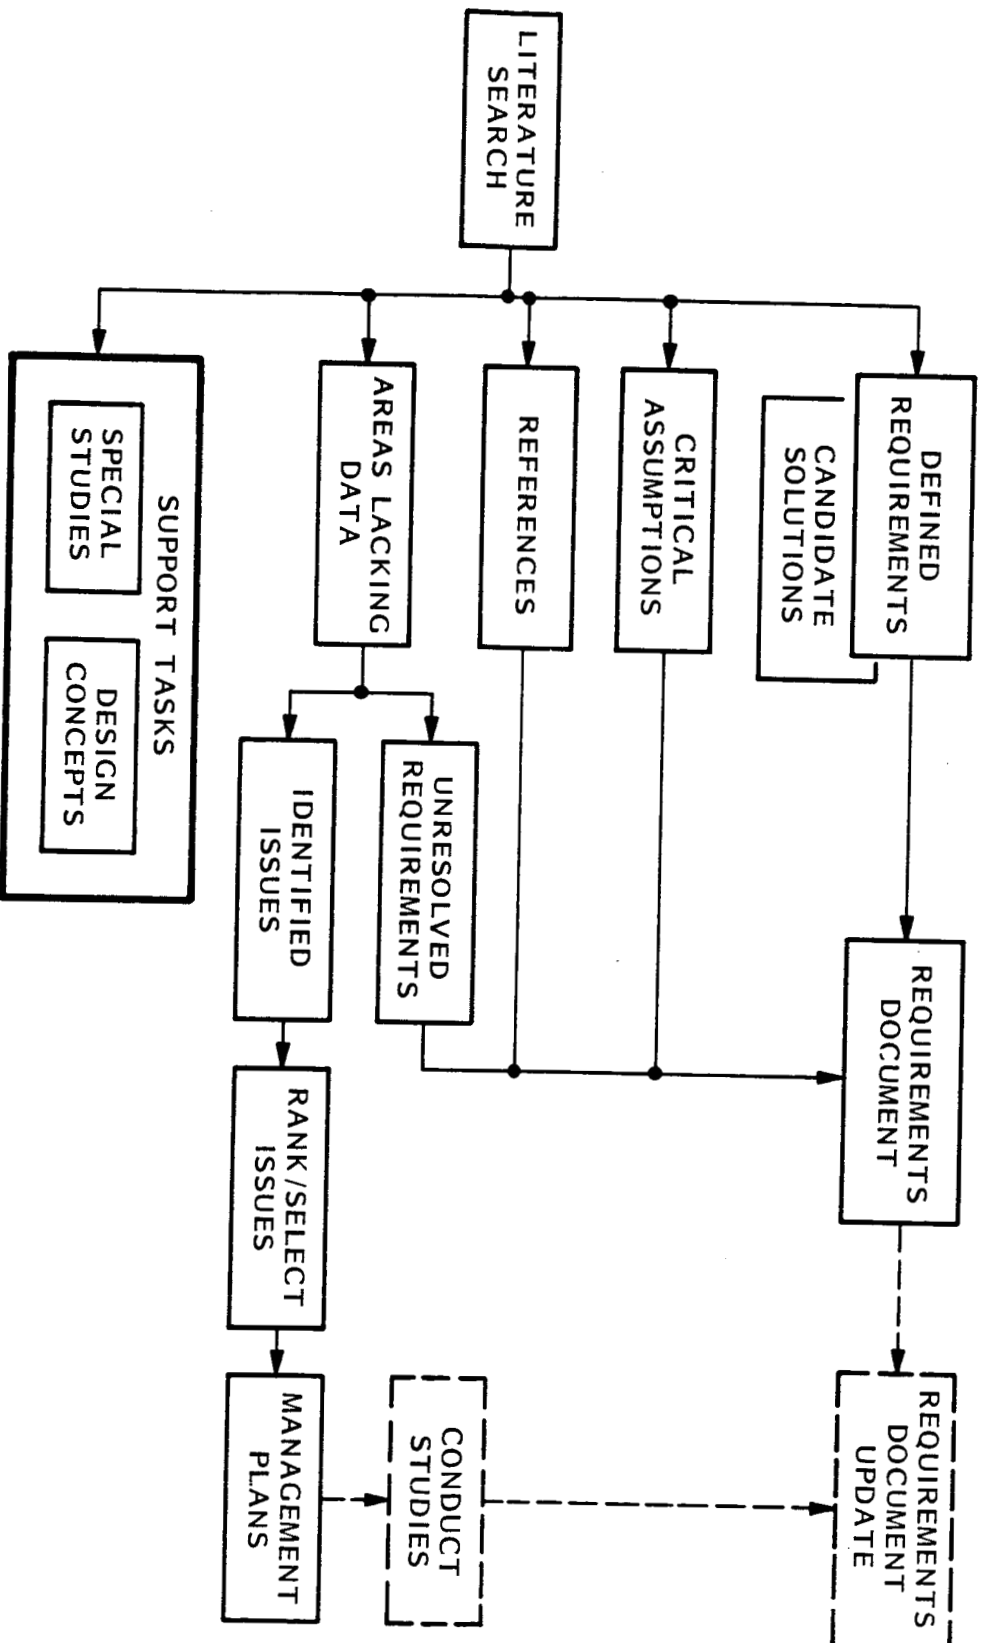 LITERATURE
SEARCH
DEFINED
REQUIREMENTS
CANDIDATE
SOLUTIONS
CRITICAL
ASSUMPTIONS
REFERENCES
AREAS LACKING
DATA
SUPPORT TASKS
SPECIAL
STUDIES
DESIGN
CONCEPTS
UNRESOLVED
REQUIREMENTS
IDENTIFIED
ISSUES
REQUIREMENTS
DOCUMENT
RANK/SELECT
ISSUES
REQUIREMENTS
DOCUMENT
UPDATE
CONDUCT
STUDIES
MANAGEMENT
PLANS